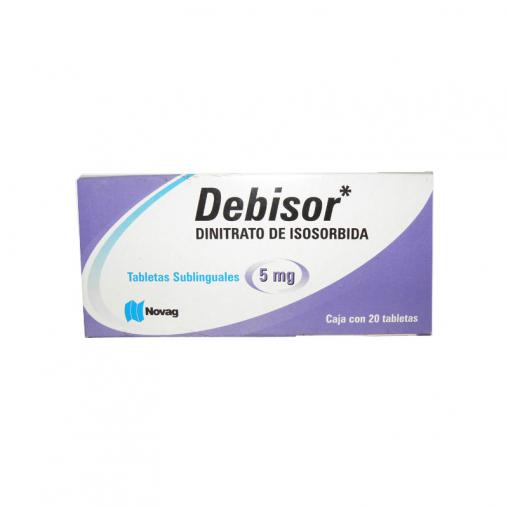 Debisor*
DINITRATO DE ISOSORBIDA
Tabletas Sublinguales 5 mg
Novag
Caja con 20 tabletas